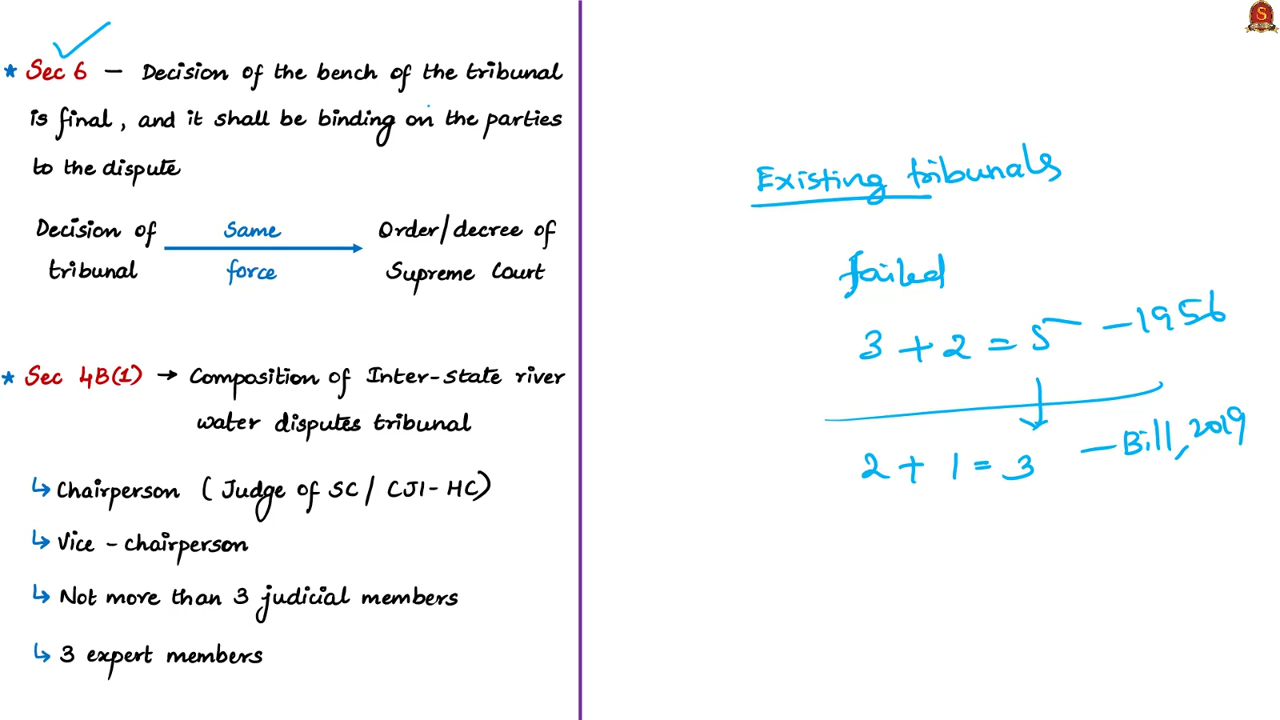 * Sec 6 – Decision of the bench of the tribunal
is final, and it shall be binding on the parties
to the dispute
Decision of tribunal
Same force
Order/decree of Supreme Court
* Sec 4B(1) → Composition of Inter-state river
water disputes tribunal
↳ Chairperson (Judge of SC / CJI-HC)
↳ Vice-chairperson
↳ Not more than 3 judicial members
↳ 3 expert members
Existing tribunals
failed
3 + 2 = 5 – 1956
2 + 1 = 3 – Bill, 2019
S